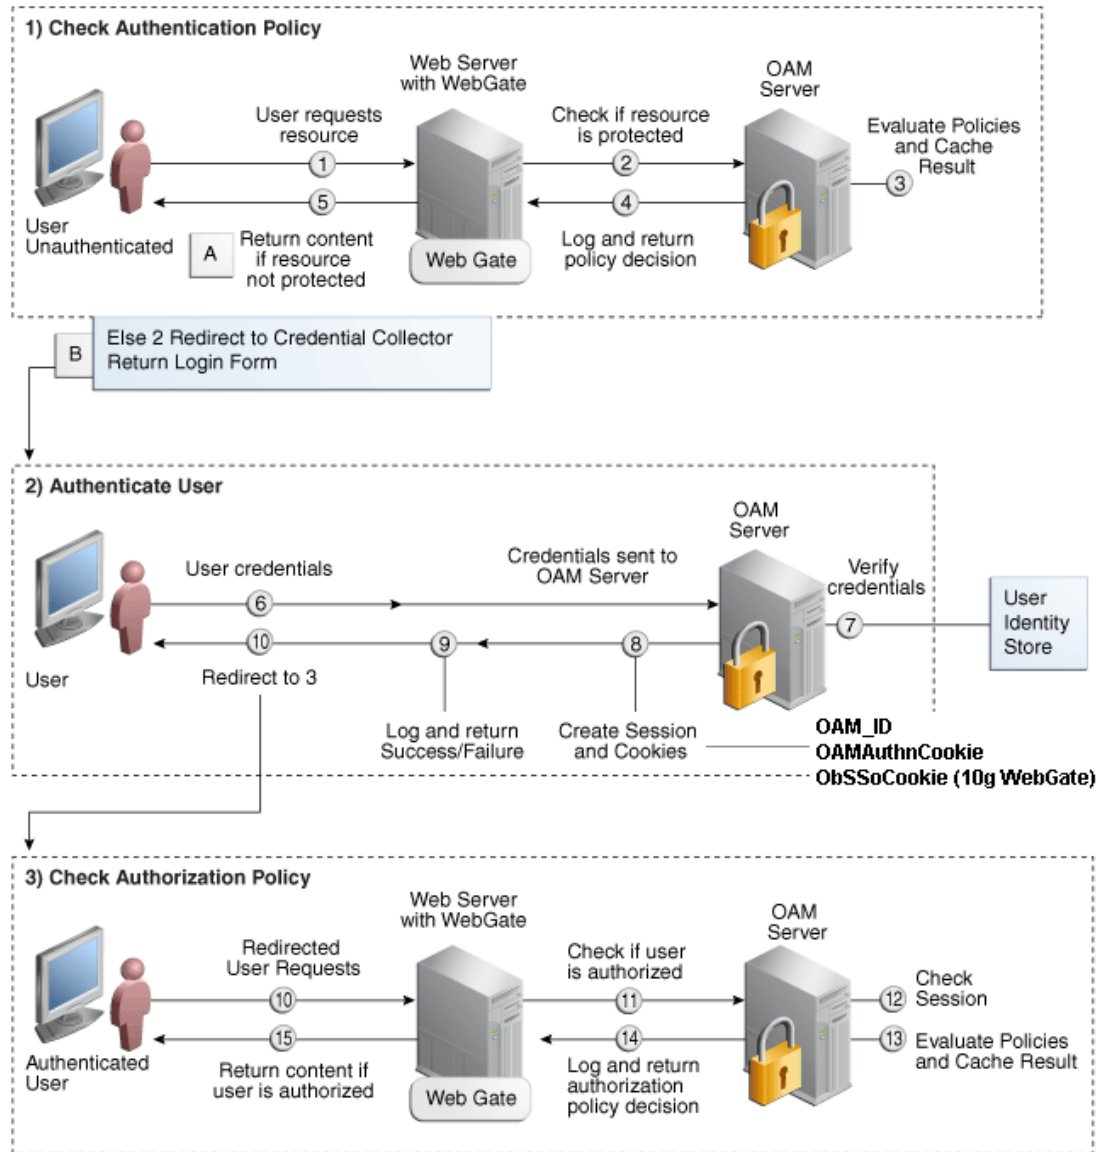 1) Check Authentication Policy
Web Server
with WebGate
OAM
Server
User requests
resource
Check if resource
is protected
Evaluate Policies
and Cache
Result
1
2
3
5
4
User
Unauthenticated
A
Return content
if resource
not protected
Web Gate
Log and return
policy decision
B
Else 2 Redirect to Credential Collector
Return Login Form
2) Authenticate User
OAM
Server
User credentials
Credentials sent to
OAM Server
Verify
credentials
User
Identity
Store
6
7
10
9
8
User
Redirect to 3
Log and return
Success/Failure
Create Session
and Cookies
OAM_ID
OAMAuthnCookie
ObSSoCookie (10g WebGate)
3) Check Authorization Policy
Web Server
with WebGate
OAM
Server
Redirected
User Requests
Check if user
is authorized
10
11
12
Check
Session
15
14
13
Evaluate Policies
and Cache Result
Authenticated
User
Return content if
user is authorized
Web Gate
Log and return
authorization
policy decision